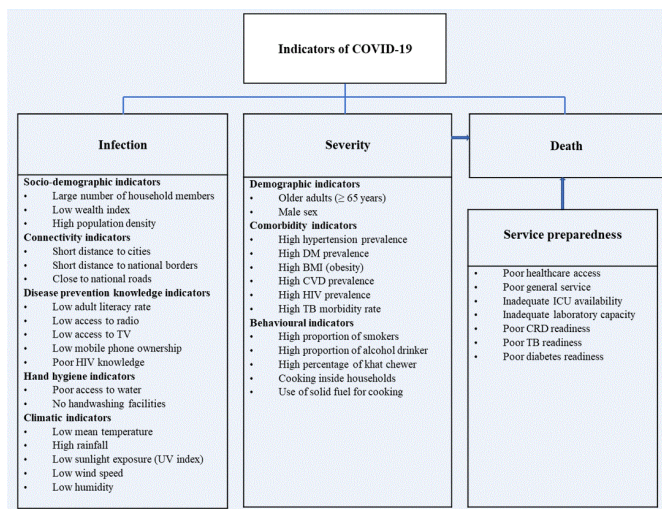 Indicators of COVID-19
Infection
Socio-demographic indicators
• Large number of household members
• Low wealth index
• High population density
Connectivity indicators
• Short distance to cities
• Short distance to national borders
• Close to national roads
Disease prevention knowledge indicators
• Low adult literacy rate
• Low access to radio
• Low access to TV
• Low mobile phone ownership
• Poor HIV knowledge
Hand hygiene indicators
• Poor access to water
• No handwashing facilities
Climatic indicators
• Low mean temperature
• High rainfall
• Low sunlight exposure (UV index)
• Low wind speed
• Low humidity
Severity
Demographic indicators
• Older adults (≥ 65 years)
• Male sex
Comorbidity indicators
• High hypertension prevalence
• High DM prevalence
• High BMI (obesity)
• High CVD prevalence
• High HIV prevalence
• High TB morbidity rate
Behavioural indicators
• High proportion of smokers
• High proportion of alcohol drinker
• High percentage of khat chewer
• Cooking inside households
• Use of solid fuel for cooking
Death
Service preparedness
• Poor healthcare access
• Poor general service
• Inadequate ICU availability
• Inadequate laboratory capacity
• Poor CRD readiness
• Poor TB readiness
• Poor diabetes readiness